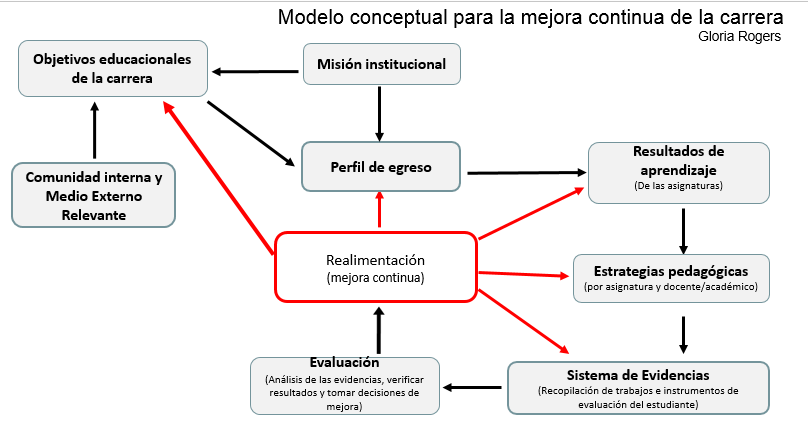 Modelo conceptual para la mejora continua de la carrera
Gloria Rogers
Objetivos educacionales
de la carrera
Misión institucional
Comunidad interna y
Medio Externo
Relevante
Perfil de egreso
Resultados de
aprendizaje
(De las asignaturas)
Realimentación
(mejora continua)
Estrategias pedagógicas
(por asignatura y docente/académico)
Evaluación
(Análisis de las evidencias, verificar
resultados y tomar decisiones de
mejora)
Sistema de Evidencias
(Recopilación de trabajos e instrumentos de
evaluación del estudiante)